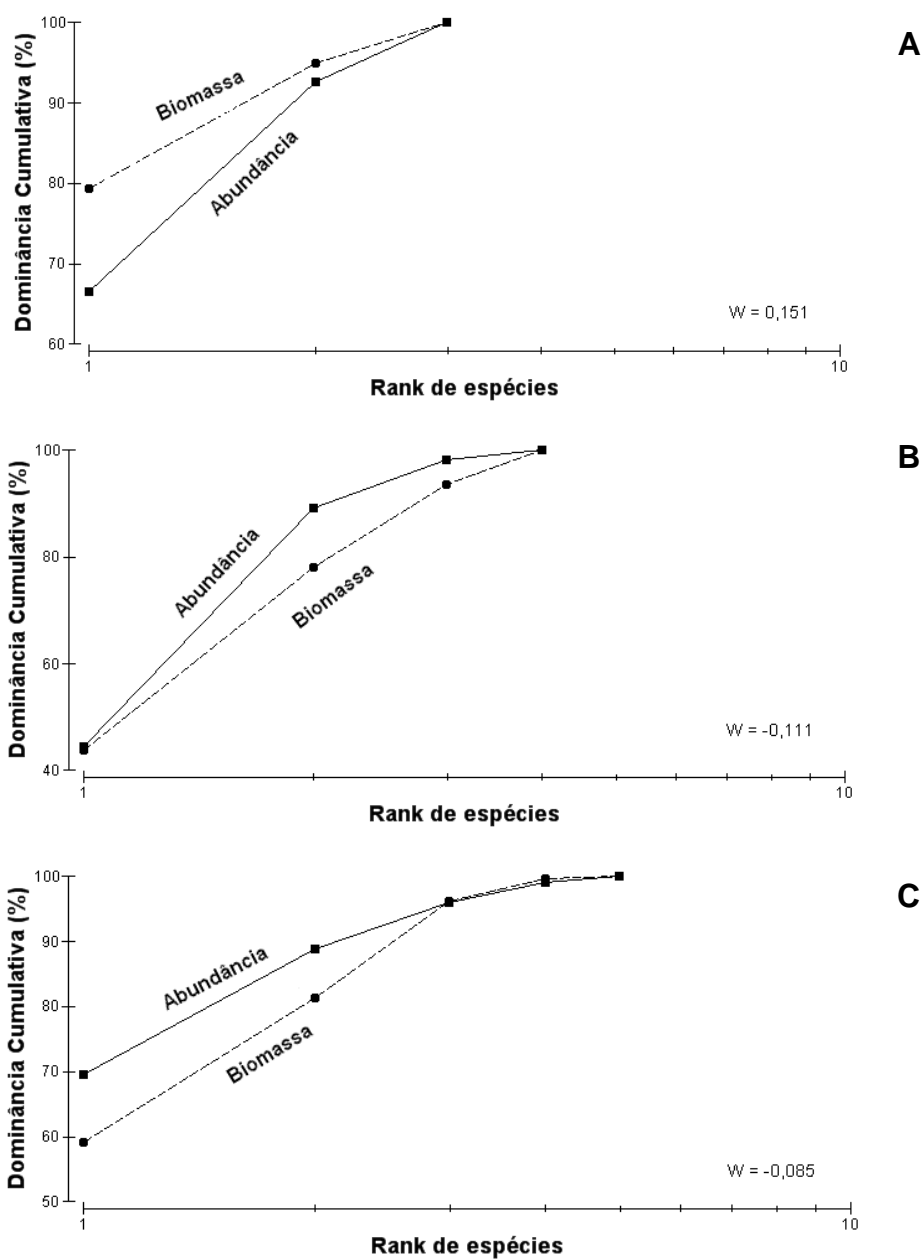 A
Dominância Cumulativa (%)
100
90
80
70
60
Biomassa
Abundância
W = 0,151
1
10
Rank de espécies
B
Dominância Cumulativa (%)
100
80
60
40
Abundância
Biomassa
W = -0,111
1
10
Rank de espécies
C
Dominância Cumulativa (%)
100
90
80
70
60
50
Abundância
Biomassa
W = -0,085
1
10
Rank de espécies